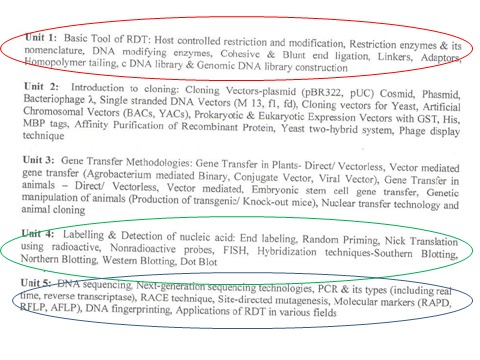 Unit 1: Basic Tool of RDT: Host controlled restriction and modification, Restriction enzymes & its
nomenclature, DNA modifying enzymes, Cohesive & Blunt end ligation, Linkers, Adaptors,
Homopolymer tailing, c DNA library & Genomic DNA library construction
Unit 2: Introduction to cloning: Cloning Vectors-plasmid (pBR322, pUC) Cosmid, Phasmid,
Bacteriophage λ, Single stranded DNA Vectors (M 13, f1, fd), Cloning vectors for Yeast, Artificial
Chromosomal Vectors (BACs, YACs), Prokaryotic & Eukaryotic Expression Vectors with GST, His,
MBP tags, Affinity Purification of Recombinant Protein, Yeast two-hybrid system, Phage display
technique
Unit 3: Gene Transfer Methodologies: Gene Transfer in Plants- Direct/ Vectorless, Vector mediated
gene transfer (Agrobacterium mediated Binary, Conjugate Vector, Viral Vector), Gene Transfer in
animals – Direct/ Vectorless, Vector mediated, Embryonic stem cell gene transfer, Genetic
manipulation of animals (Production of transgenic/ Knock-out mice), Nuclear transfer technology and
animal cloning
Unit 4: Labelling & Detection of nucleic acid: End labeling, Random Priming, Nick Translation
using radioactive, Nonradioactive probes, FISH, Hybridization techniques-Southern Blotting,
Northern Blotting, Western Blotting, Dot Blot
Unit 5: DNA sequencing, Next-generation sequencing technologies, PCR & its types (including real
time, reverse transcriptase), RACE technique, Site-directed mutagenesis, Molecular markers (RAPD,
RFLP, AFLP), DNA fingerprinting, Applications of RDT in various fields